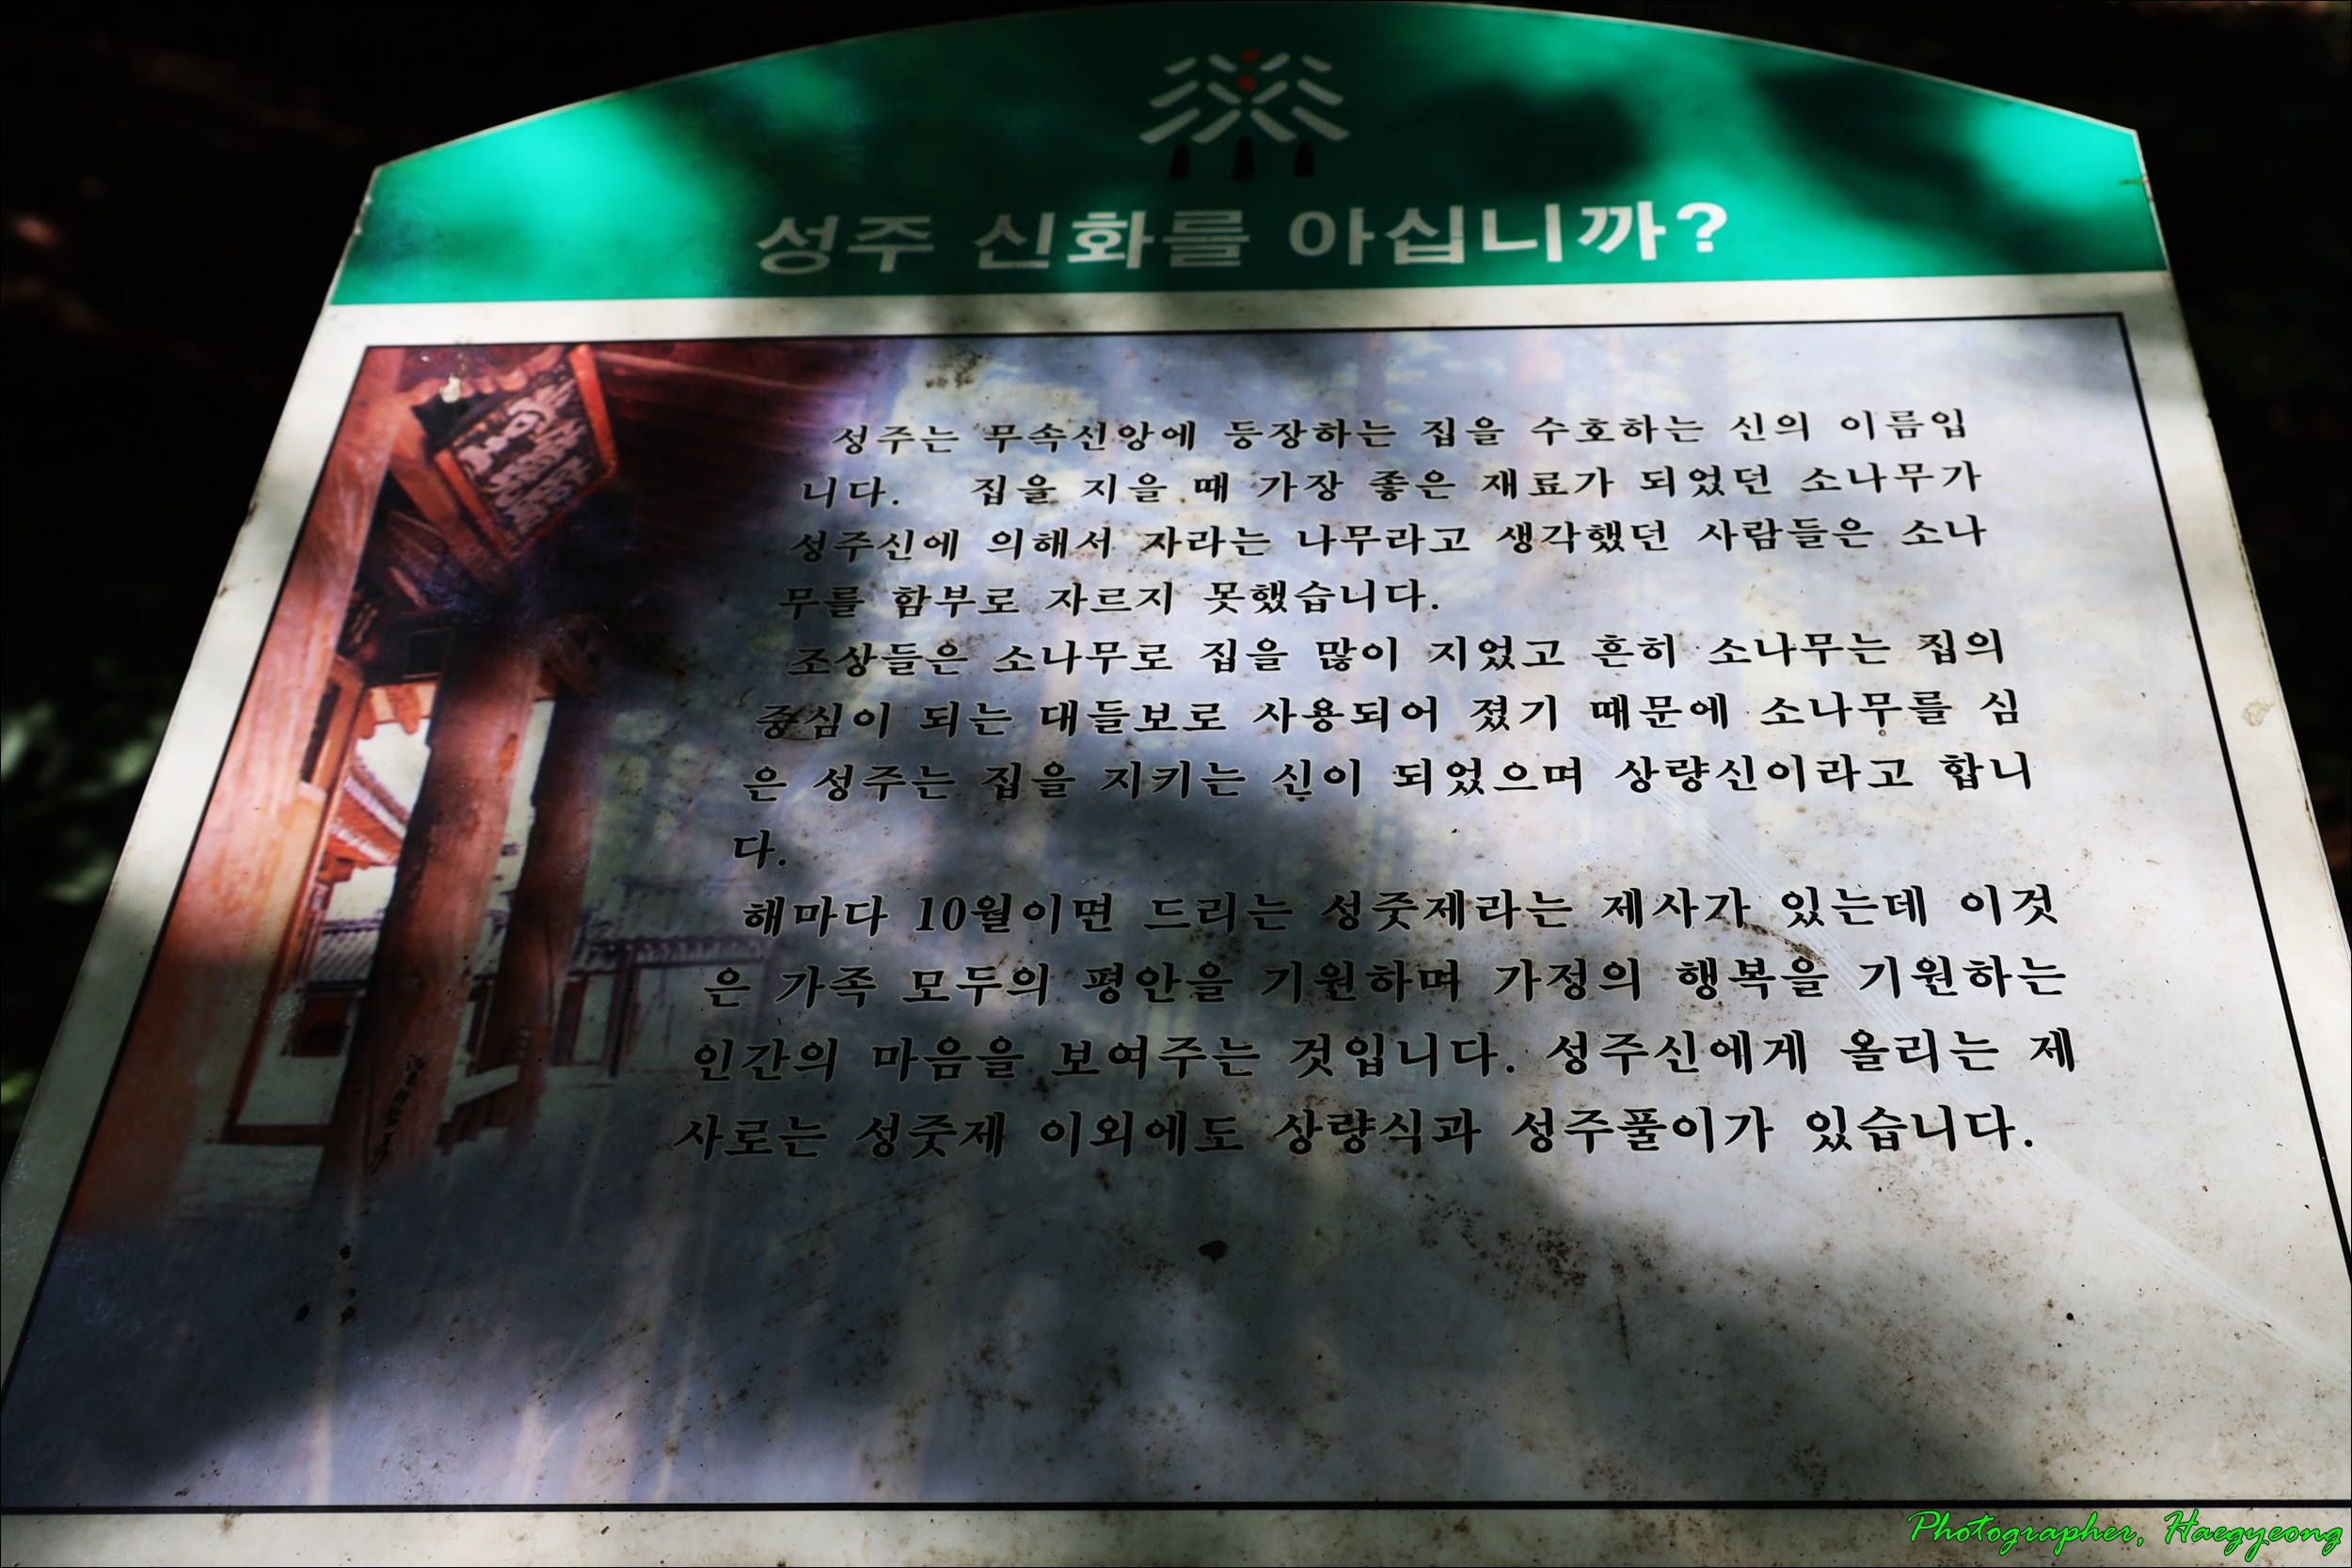 성주 신화를 아십니까?
성주는 무속신앙에 등장하는 집을 수호하는 신의 이름입
니다. 집을 지을 때 가장 좋은 재료가 되었던 소나무가
성주신에 의해서 자라는 나무라고 생각했던 사람들은 소나
무를 함부로 자르지 못했습니다.
조상들은 소나무로 집을 많이 지었고 흔히 소나무는 집의
중심이 되는 대들보로 사용되어 졌기 때문에 소나무를 심
은 성주는 집을 지키는 신이 되었으며 상량신이라고 합니
다.
해마다 10월이면 드리는 성줏제라는 제사가 있는데 이것
은 가족 모두의 평안을 기원하며 가정의 행복을 기원하는
인간의 마음을 보여주는 것입니다. 성주신에게 올리는 제
사로는 성줏제 이외에도 상량식과 성주풀이가 있습니다.
Photographer, Haegyeong